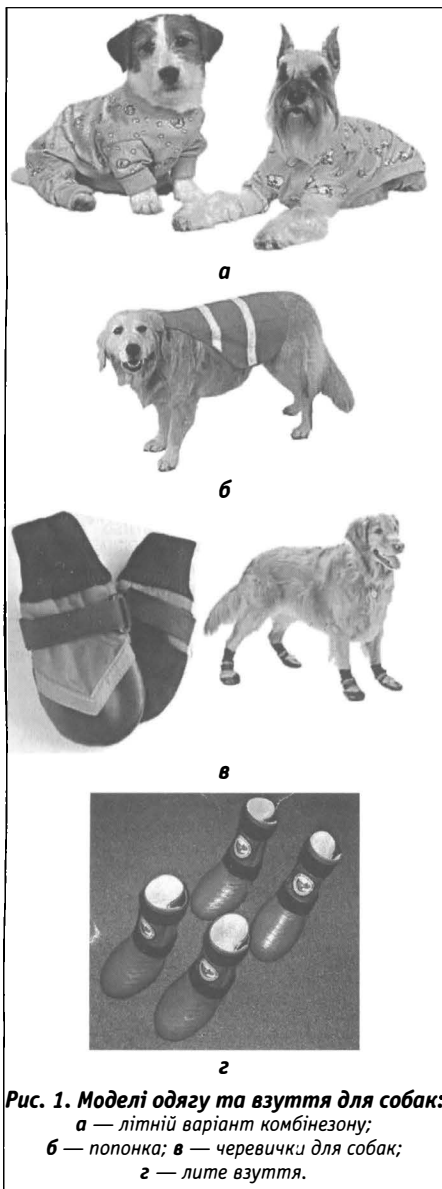 а
б
в
г
Рис. 1. Моделі одягу та взуття для собак:
а — літній варіант комбінезону;
б — попонка; в — черевички для собак;
г — лите взуття.